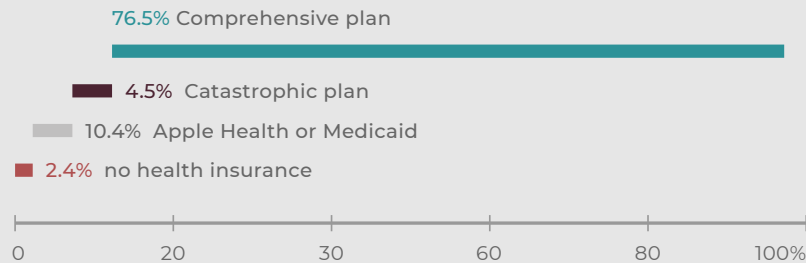 76.5% Comprehensive plan
4.5% Catastrophic plan
10.4% Apple Health or Medicaid
2.4% no health insurance
0 20 30 60 80 100%